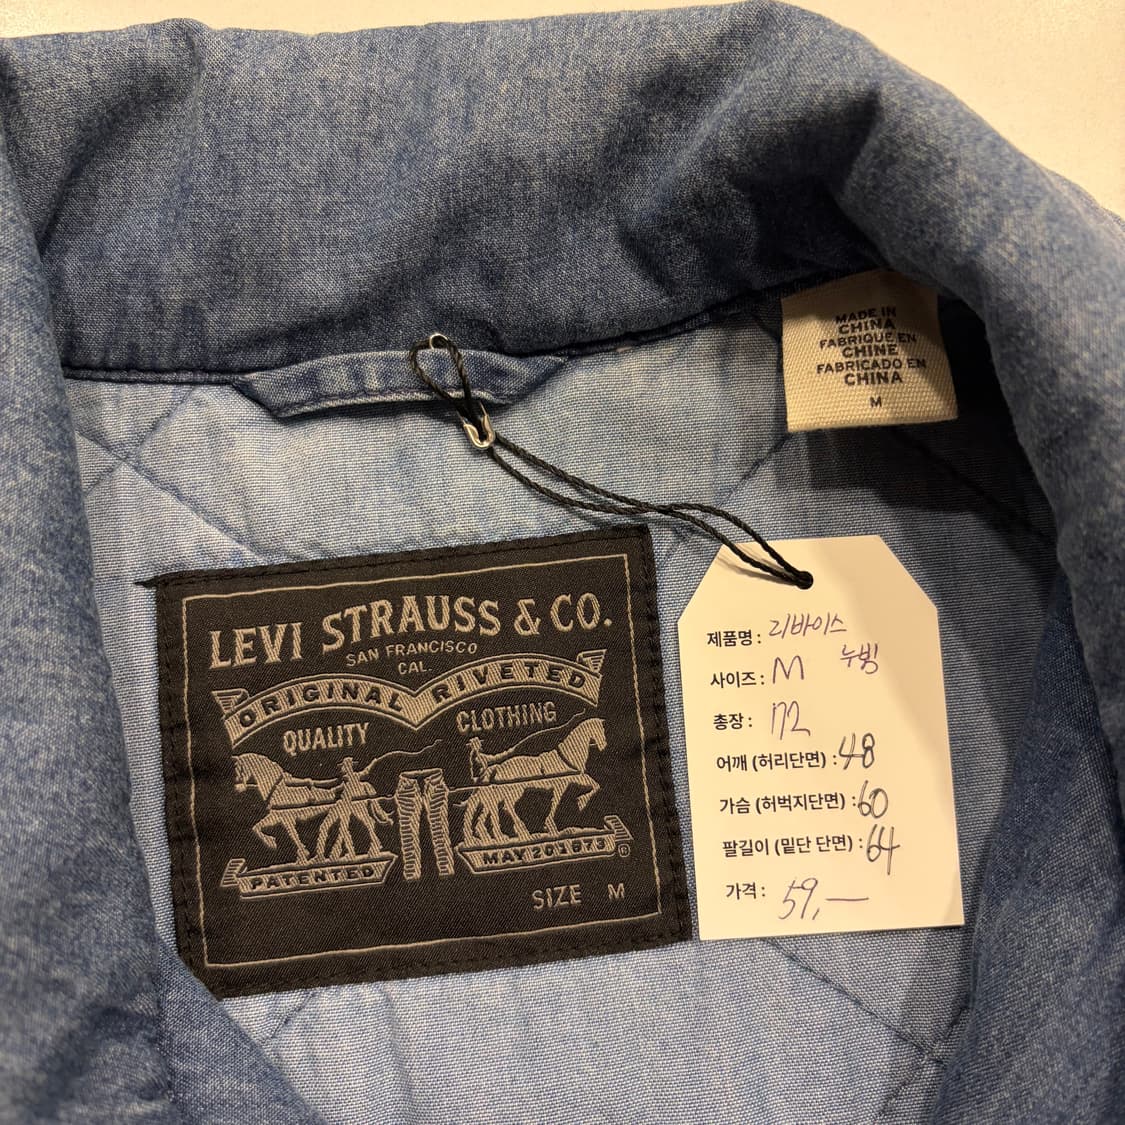 MADE IN
CHINA
FABRIQUE EN
CHINE
FABRICADO EN
CHINA
M
LEVI STRAUSS & CO.
SAN FRANCISCO
CAL.
ORIGINAL RIVETED
QUALITY CLOTHING
PATENTED MAY 20 1873 ®
SIZE M
제품명 : 리바이스
누빔
사이즈 : M
총장 : 72
어깨 (허리단면) : 48
가슴 (허벅지단면) : 60
팔길이 (밑단 단면) : 64
가격 : 59,—